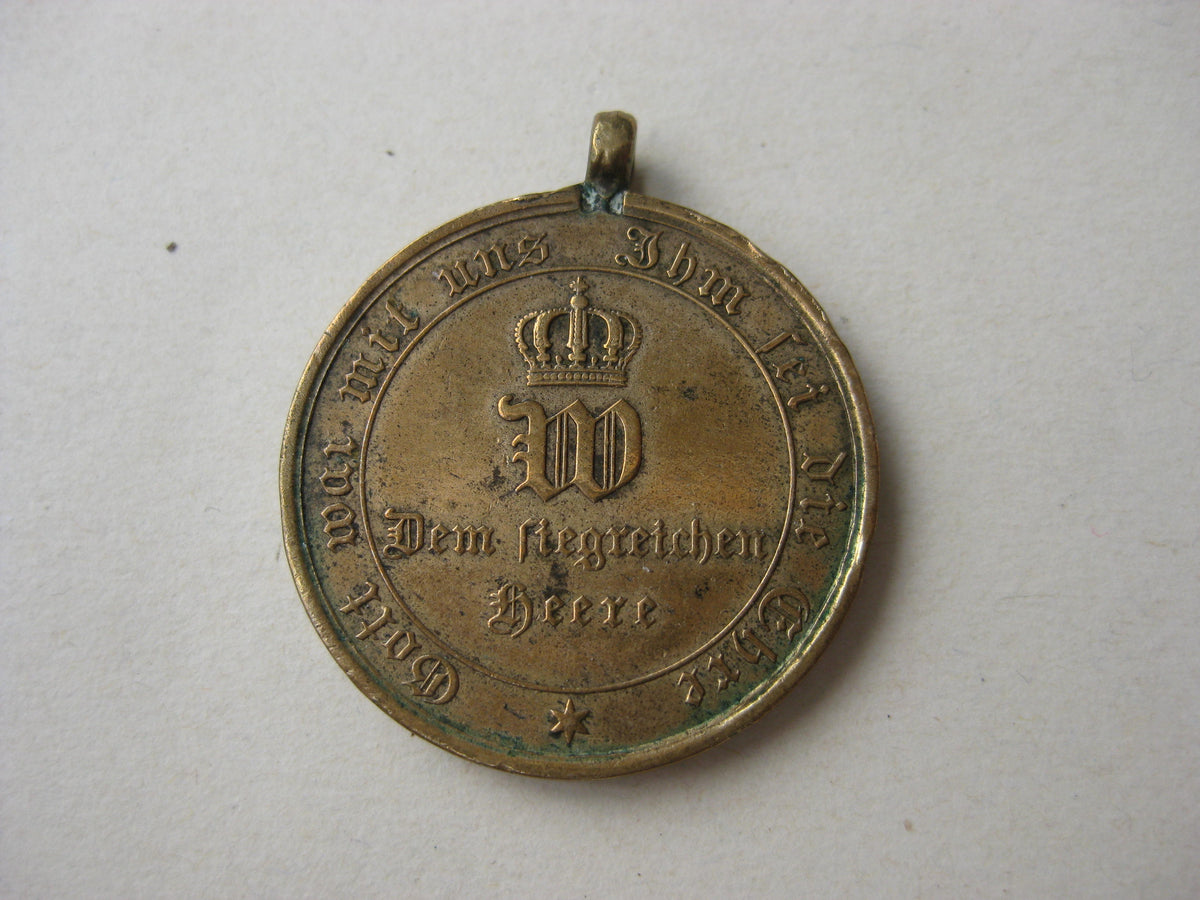 Gott war mit uns Ihm sei die Ehre
W
Dem siegreichen
Heere